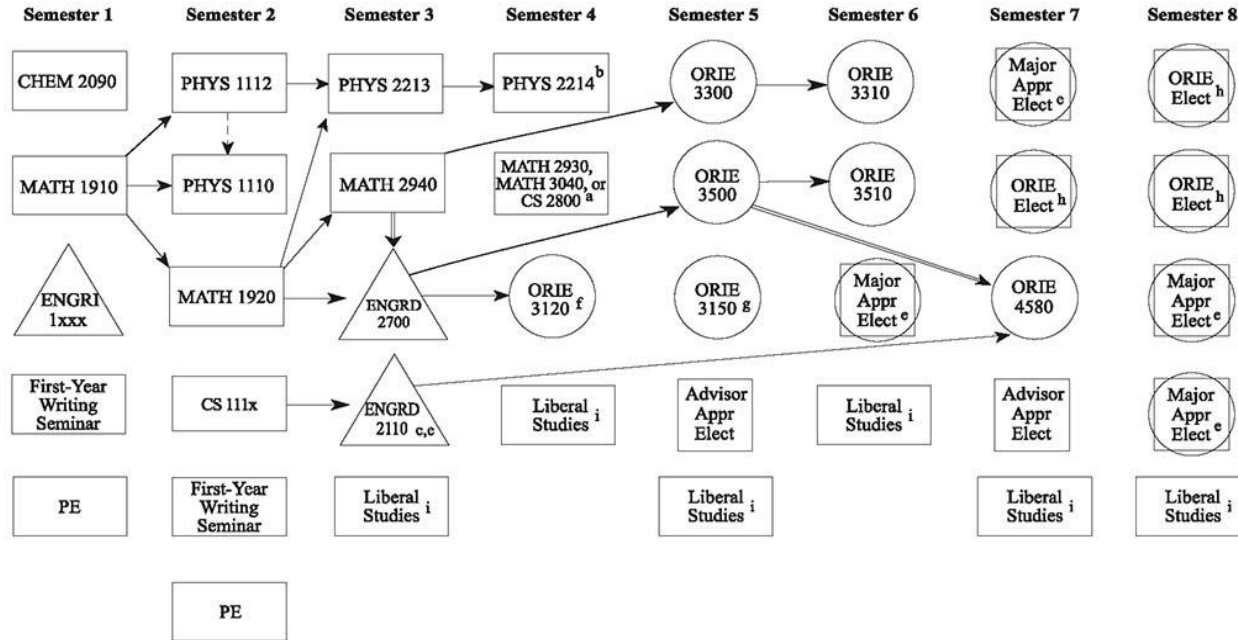 Semester 1 Semester 2 Semester 3 Semester 4 Semester 5 Semester 6 Semester 7 Semester 8
CHEM 2090
PHYS 1112
PHYS 2213
PHYS 2214 b
ORIE
3300
ORIE
3310
Major
Appr
Elect e
ORIE
Elect h
MATH 1910
PHYS 1110
MATH 2940
MATH 2930,
MATH 3040, or
CS 2800 a
ORIE
3500
ORIE
3510
ORIE
Elect h
ORIE
Elect h
ENGRI
1xxx
MATH 1920
ENGRD
2700
ORIE
3120 f
ORIE
3150 g
Major
Appr
Elect e
ORIE
4580
Major
Appr
Elect e
First-Year
Writing
Seminar
CS 111x
ENGRD
2110 c,e
Liberal
Studies i
Advisor
Appr
Elect
Liberal
Studies i
Advisor
Appr
Elect
Major
Appr
Elect e
PE
First-Year
Writing
Seminar
Liberal
Studies i
Liberal
Studies i
Liberal
Studies i
Liberal
Studies i
PE